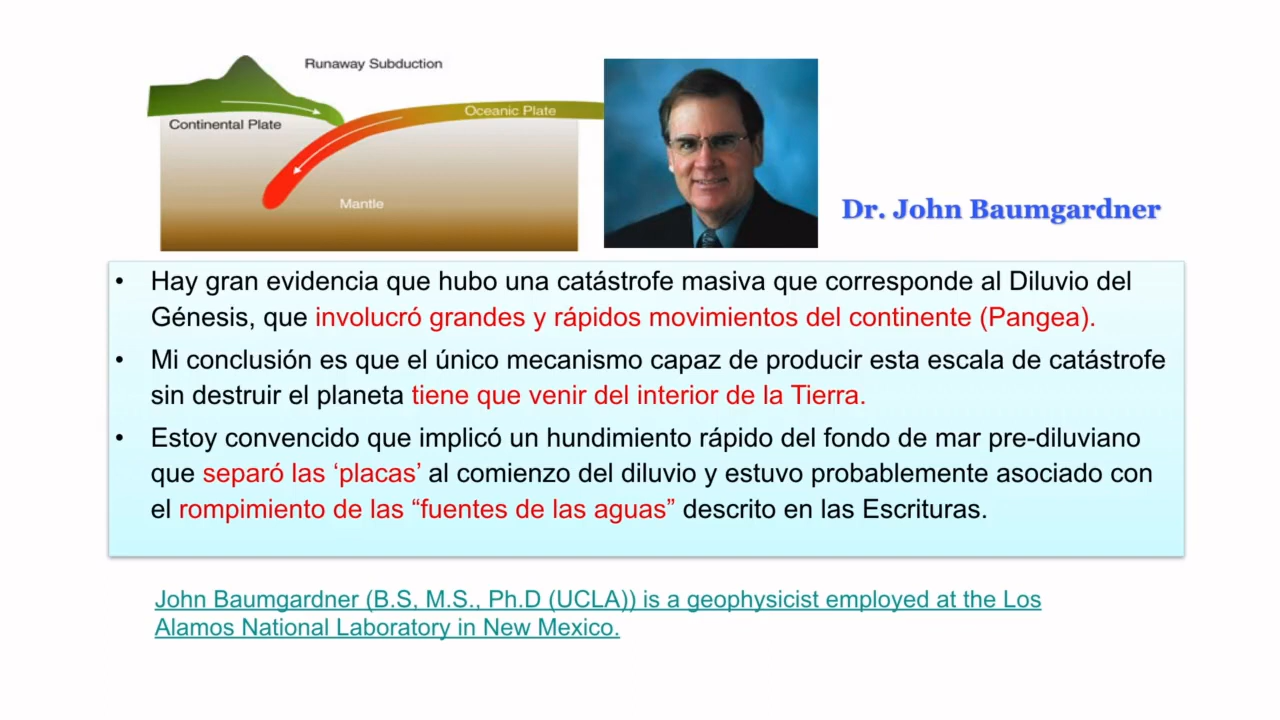 Runaway Subduction
Oceanic Plate
Continental Plate
Mantle
Dr. John Baumgardner
• Hay gran evidencia que hubo una catástrofe masiva que corresponde al Diluvio del
Génesis, que involucró grandes y rápidos movimientos del continente (Pangea).
• Mi conclusión es que el único mecanismo capaz de producir esta escala de catástrofe
sin destruir el planeta tiene que venir del interior de la Tierra.
• Estoy convencido que implicó un hundimiento rápido del fondo de mar pre-diluviano
que separó las ‘placas’ al comienzo del diluvio y estuvo probablemente asociado con
el rompimiento de las “fuentes de las aguas” descrito en las Escrituras.
John Baumgardner (B.S, M.S., Ph.D (UCLA)) is a geophysicist employed at the Los
Alamos National Laboratory in New Mexico.